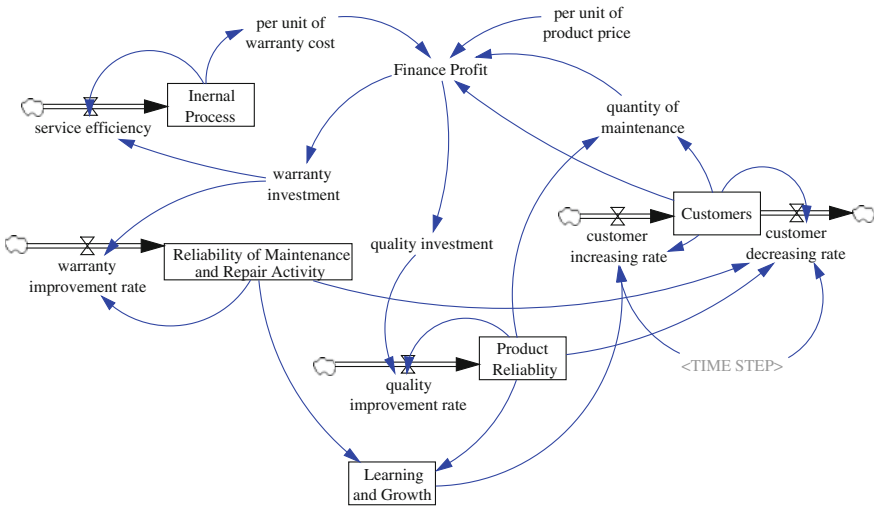 per unit of
warranty cost
per unit of
product price
Finance Profit
Inernal
Process
service efficiency
quantity of
maintenance
warranty
investment
Customers
customer
increasing rate
customer
decreasing rate
quality investment
Reliability of Maintenance
and Repair Activity
warranty
improvement rate
Product
Reliablity
<TIME STEP>
quality
improvement rate
Learning
and Growth